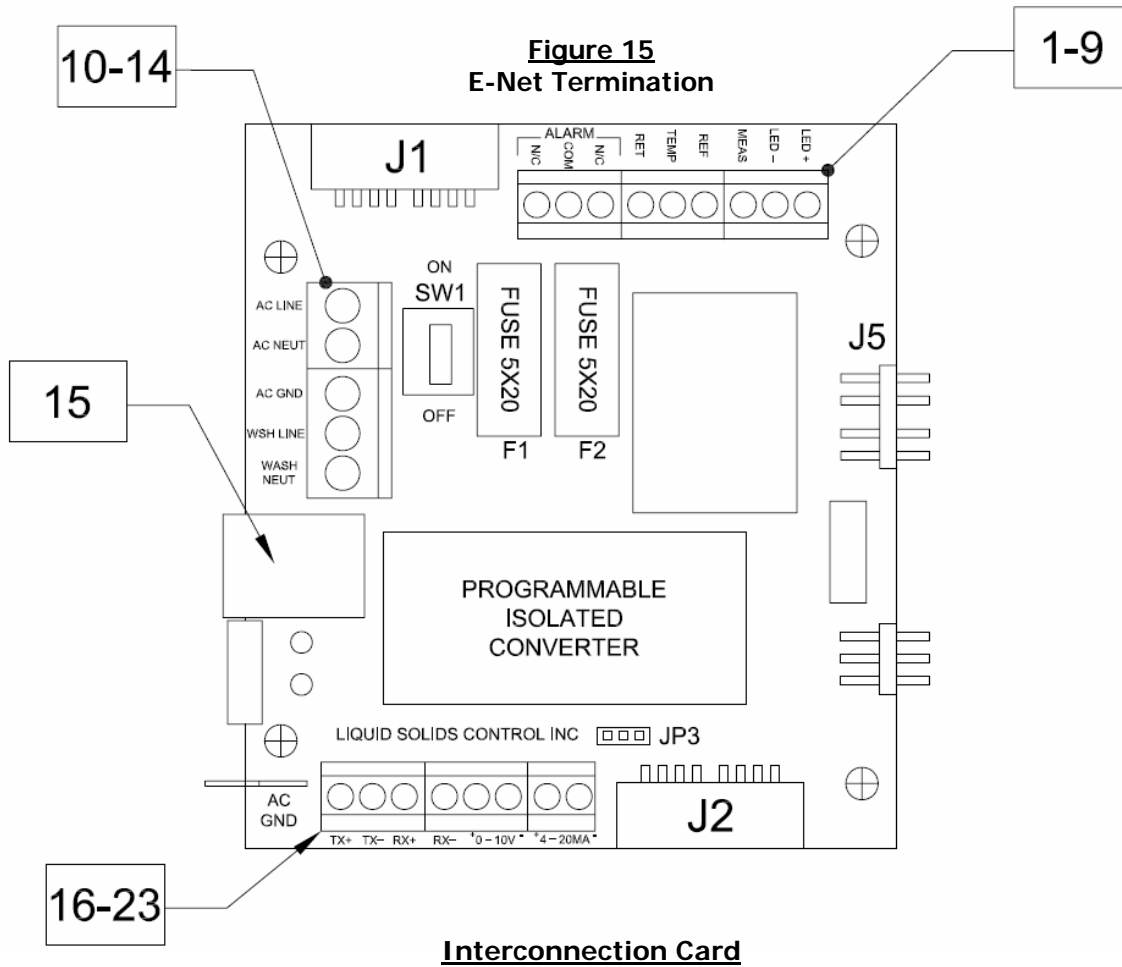 Figure 15
E-Net Termination
10-14
1-9
J1
ALARM
N/C
COM
N/C
RET
TEMP
REF
MEAS
LED –
LED +
ON
SW1
OFF
AC LINE
AC NEUT
AC GND
WSH LINE
WASH
NEUT
FUSE 5X20
F1
FUSE 5X20
F2
J5
15
PROGRAMMABLE
ISOLATED
CONVERTER
LIQUID SOLIDS CONTROL INC
JP3
AC
GND
TX+ TX– RX+ RX– +0–10V- +4–20MA-
J2
16-23
Interconnection Card